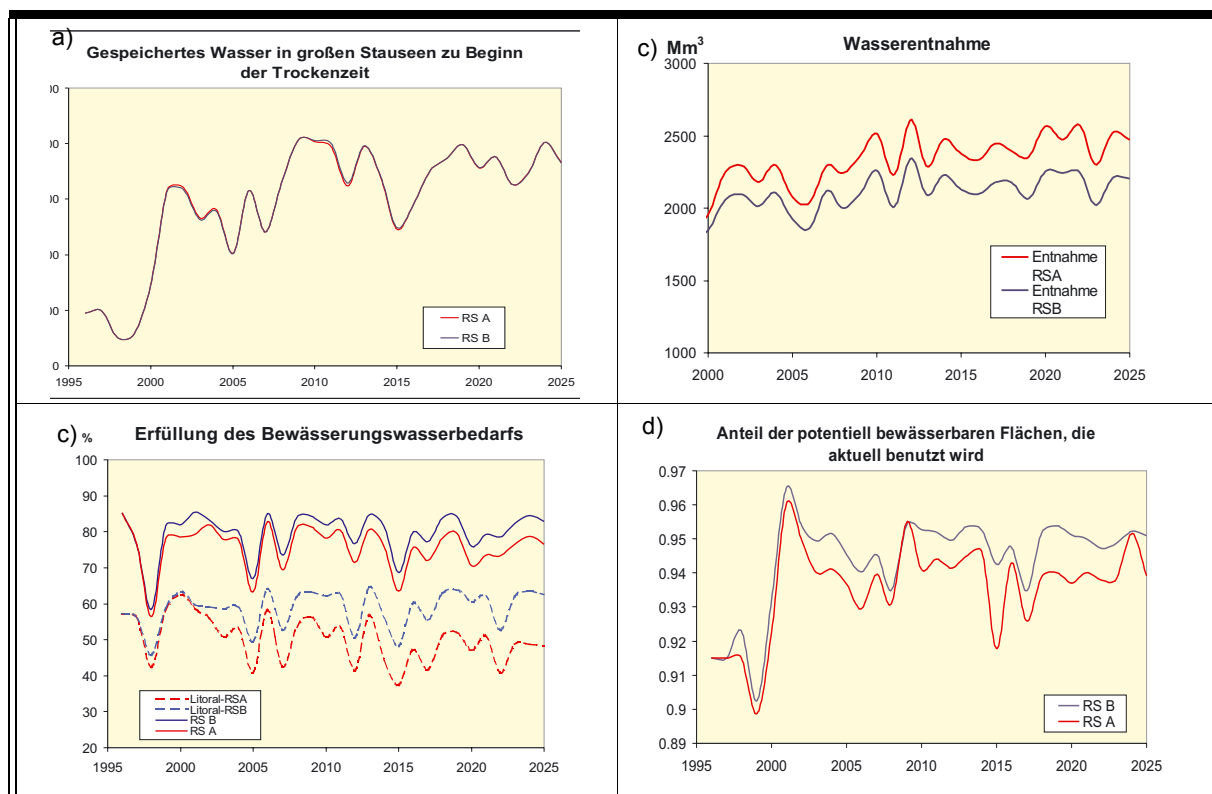 a)
Gespeichertes Wasser in großen Stauseen zu Beginn
der Trockenzeit
00
00
00
00
00
0
1995 2000 2005 2010 2015 2020 2025
RS A
RS B
c) Mm³ Wasserentnahme
3000
2500
2000
1500
1000
2000 2005 2010 2015 2020 2025
Entnahme
RSA
Entnahme
RSB
c) % Erfüllung des Bewässerungswasserbedarfs
100
90
80
70
60
50
40
30
20
1995 2000 2005 2010 2015 2020 2025
Litoral-RSA
Litoral-RSB
RS B
RS A
d) Anteil der potentiell bewässerbaren Flächen, die
aktuell benutzt wird
0.97
0.96
0.95
0.94
0.93
0.92
0.91
0.9
0.89
1995 2000 2005 2010 2015 2020 2025
RS B
RS A